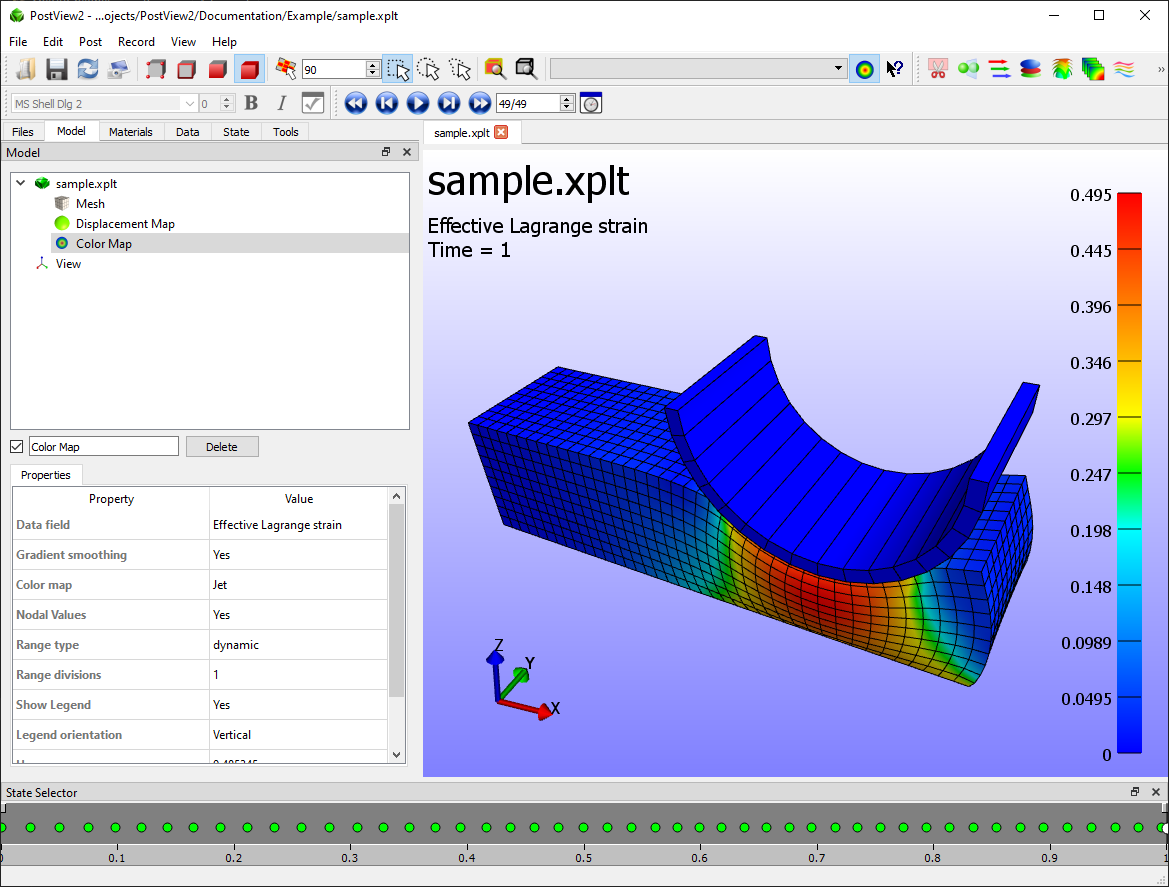 PostView2 - ...ojects/PostView2/Documentation/Example/sample.xplt
File Edit Post Record View Help
90
MS Shell Dlg 2 0 B I 49/49
Files Model Materials Data State Tools
sample.xplt
Model
sample.xplt
Mesh
Displacement Map
Color Map
View
Color Map Delete
Properties
Property Value
Data field Effective Lagrange strain
Gradient smoothing Yes
Color map Jet
Nodal Values Yes
Range type dynamic
Range divisions 1
Show Legend Yes
Legend orientation Vertical
sample.xplt
Effective Lagrange strain
Time = 1
0.495
0.445
0.396
0.346
0.297
0.247
0.198
0.148
0.0989
0.0495
0
Z
Y
X
State Selector
0 0.1 0.2 0.3 0.4 0.5 0.6 0.7 0.8 0.9 1